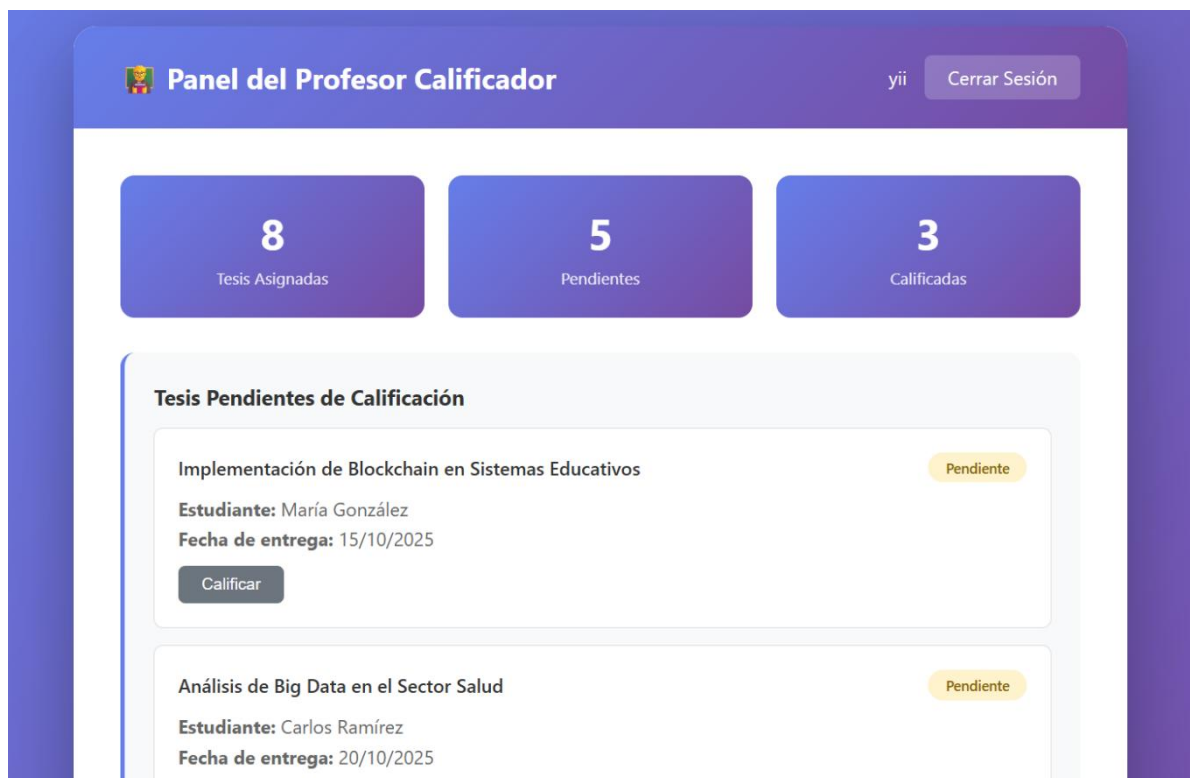 Panel del Profesor Calificador
yii
Cerrar Sesión
8
Tesis Asignadas
5
Pendientes
3
Calificadas
Tesis Pendientes de Calificación
Implementación de Blockchain en Sistemas Educativos
Pendiente
Estudiante: María González
Fecha de entrega: 15/10/2025
Calificar
Análisis de Big Data en el Sector Salud
Pendiente
Estudiante: Carlos Ramírez
Fecha de entrega: 20/10/2025